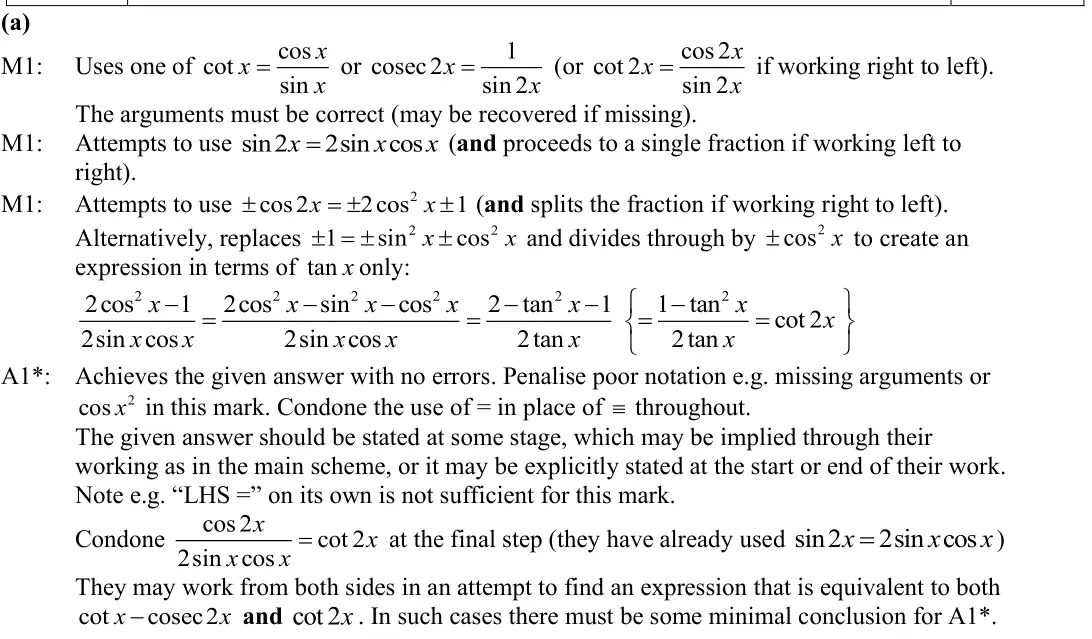 (a)
M1: Uses one of cot x = cos x / sin x or cosec 2x = 1 / sin 2x (or cot 2x = cos 2x / sin 2x if working right to left).
The arguments must be correct (may be recovered if missing).
M1: Attempts to use sin 2x = 2 sin x cos x (and proceeds to a single fraction if working left to
right).
M1: Attempts to use ± cos 2x = ±2 cos² x ± 1 (and splits the fraction if working right to left).
Alternatively, replaces ±1 = ± sin² x ± cos² x and divides through by ± cos² x to create an
expression in terms of tan x only:
(2 cos² x − 1) / (2 sin x cos x) = (2 cos² x − sin² x − cos² x) / (2 sin x cos x) = (2 − tan² x − 1) / (2 tan x) { = (1 − tan² x) / (2 tan x) = cot 2x }
A1*: Achieves the given answer with no errors. Penalise poor notation e.g. missing arguments or
cos x² in this mark. Condone the use of = in place of ≡ throughout.
The given answer should be stated at some stage, which may be implied through their
working as in the main scheme, or it may be explicitly stated at the start or end of their work.
Note e.g. “LHS =” on its own is not sufficient for this mark.
Condone cos 2x / (2 sin x cos x) = cot 2x at the final step (they have already used sin 2x = 2 sin x cos x)
They may work from both sides in an attempt to find an expression that is equivalent to both
cot x − cosec 2x and cot 2x. In such cases there must be some minimal conclusion for A1*.